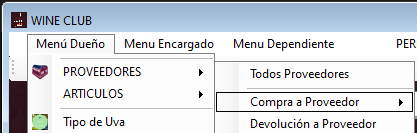 WINE CLUB
Menú Dueño Menu Encargado Menu Dependiente PER
PROVEEDORES Todos Proveedores
ARTICULOS Compra a Proveedor
Tipo de Uva Devolución a Proveedor